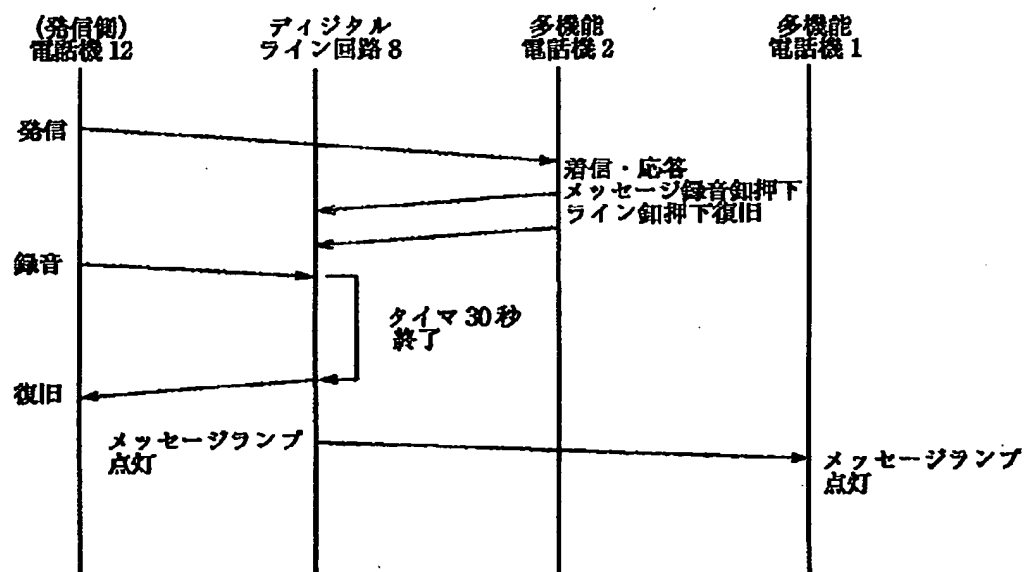 (発信側)
電話機 12
ディジタル
ライン回路 8
多機能
電話機 2
多機能
電話機 1
発信
着信・応答
メッセージ録音釦押下
ライン釦押下復旧
録音
タイマ 30 秒
終了
復旧
メッセージランプ
点灯
メッセージランプ
点灯